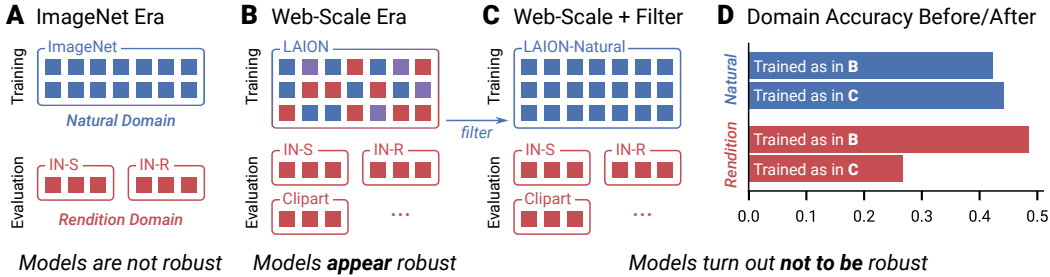 A ImageNet Era
Training
ImageNet
Natural Domain
Evaluation
IN-S
IN-R
Rendition Domain
Models are not robust
B Web-Scale Era
Training
LAION
filter
Evaluation
IN-S
IN-R
Clipart
...
Models appear robust
C Web-Scale + Filter
Training
LAION-Natural
Evaluation
IN-S
IN-R
Clipart
...
D Domain Accuracy Before/After
Natural
Trained as in B
Trained as in C
Rendition
Trained as in B
Trained as in C
0.0 0.1 0.2 0.3 0.4 0.5
Models turn out not to be robust